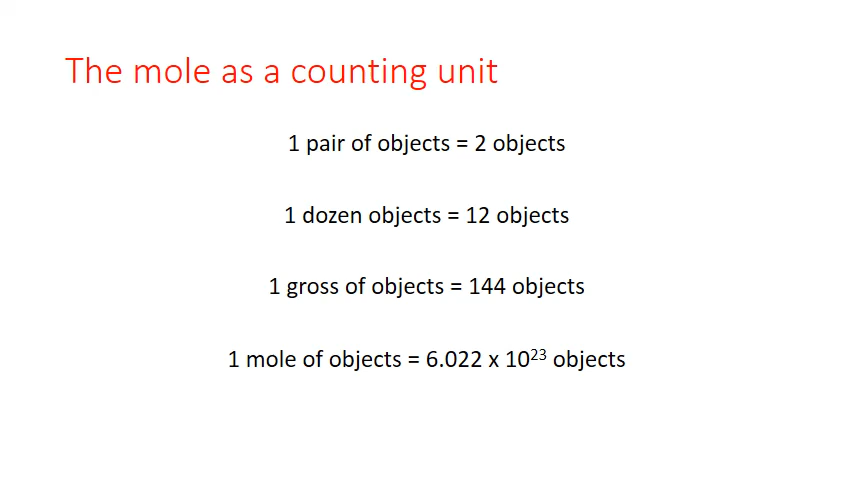 The mole as a counting unit
1 pair of objects = 2 objects
1 dozen objects = 12 objects
1 gross of objects = 144 objects
1 mole of objects = 6.022 x 10²³ objects